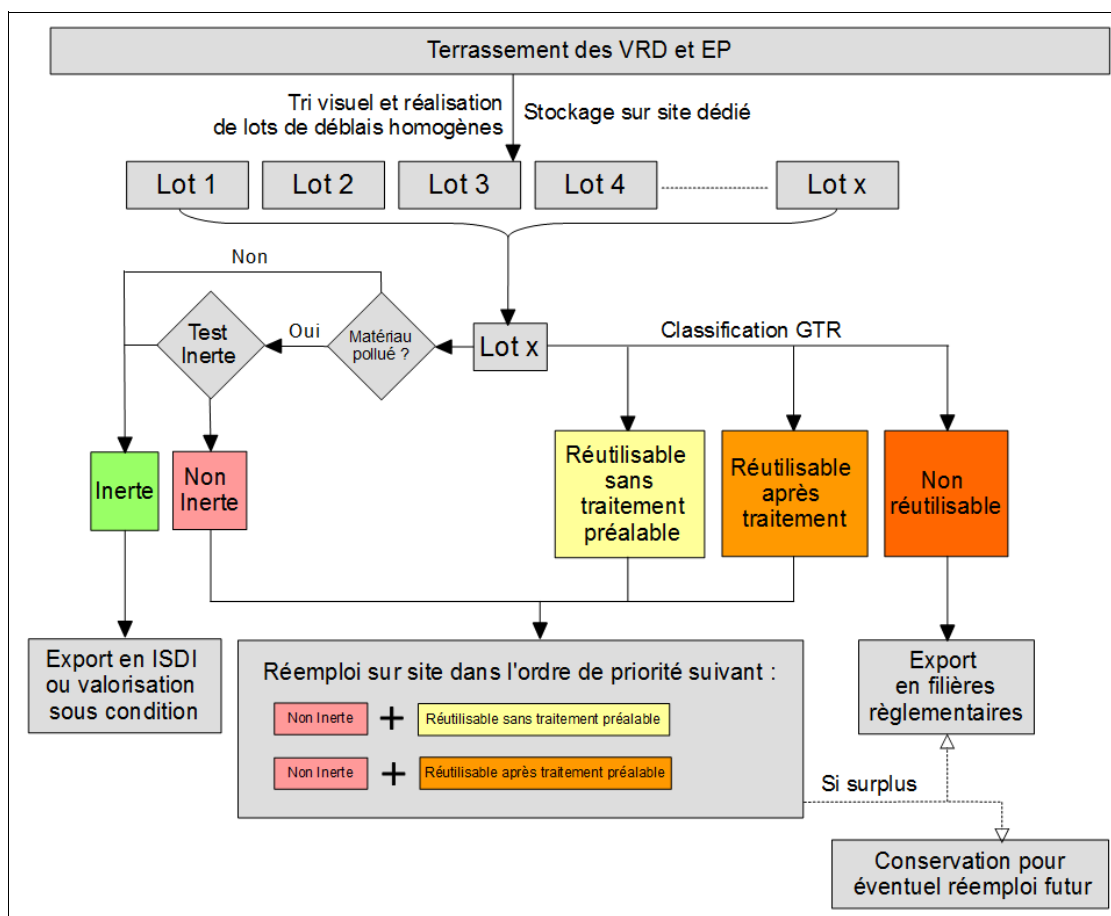 Terrassement des VRD et EP
Tri visuel et réalisation
de lots de déblais homogènes
Stockage sur site dédié
Lot 1
Lot 2
Lot 3
Lot 4
Lot x
Non
Test
Inerte
Oui
Matériau
pollué ?
Lot x
Classification GTR
Inerte
Non
Inerte
Réutilisable
sans
traitement
préalable
Réutilisable
après
traitement
Non
réutilisable
Export en ISDI
ou valorisation
sous condition
Réemploi sur site dans l'ordre de priorité suivant :
Non Inerte + Réutilisable sans traitement préalable
Non Inerte + Réutilisable après traitement préalable
Export
en filières
règlementaires
Si surplus
Conservation pour
éventuel réemploi futur